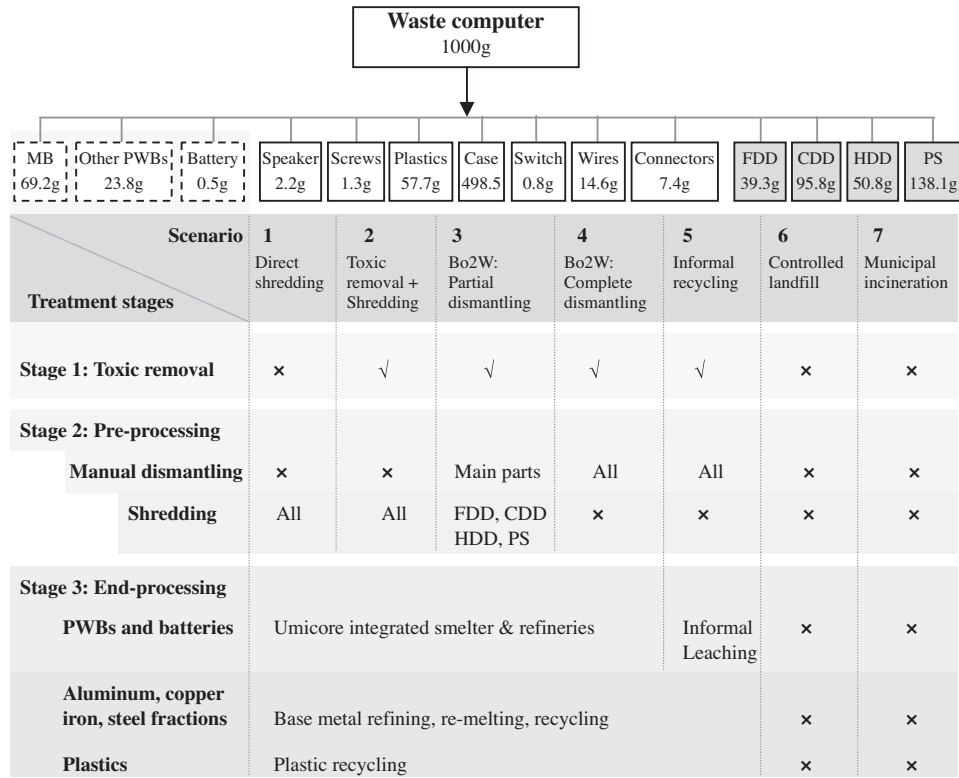 Waste computer
1000g
MB Other PWBs Battery Speaker Screws Plastics Case Switch Wires Connectors FDD CDD HDD PS
69.2g 23.8g 0.5g 2.2g 1.3g 57.7g 498.5 0.8g 14.6g 7.4g 39.3g 95.8g 50.8g 138.1g
Scenario 1 2 3 4 5 6 7
Direct Toxic Bo2W: Bo2W: Informal Controlled Municipal
shredding removal + Partial Complete recycling landfill incineration
Treatment stages Shredding dismantling dismantling
Stage 1: Toxic removal × √ √ √ √ × ×
Stage 2: Pre-processing
Manual dismantling × × Main parts All All × ×
Shredding All All FDD, CDD × × × ×
HDD, PS
Stage 3: End-processing
PWBs and batteries Umicore integrated smelter & refineries Informal × ×
Leaching
Aluminum, copper
iron, steel fractions Base metal refining, re-melting, recycling × ×
Plastics Plastic recycling × ×